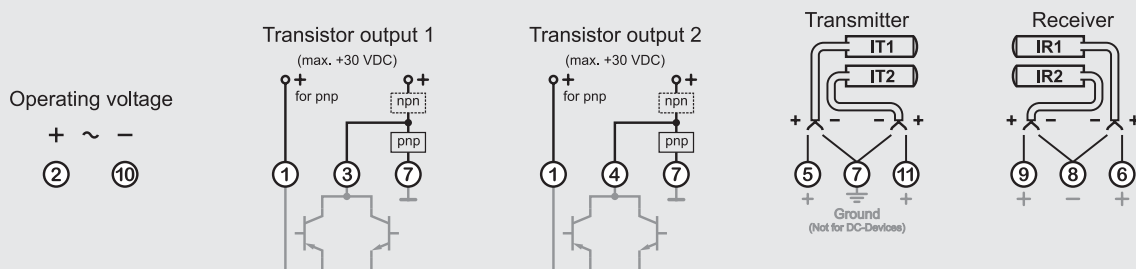 Operating voltage
+ ~ −
2 10
Transistor output 1
(max. +30 VDC)
+ +
for pnp
npn
pnp
1 3 7
Transistor output 2
(max. +30 VDC)
+ +
for pnp
npn
pnp
1 4 7
Transmitter
IT1
IT2
+ − − +
5 7 11
+ +
Ground
(Not for DC-Devices)
Receiver
IR1
IR2
+ − − +
9 8 6
+ − +